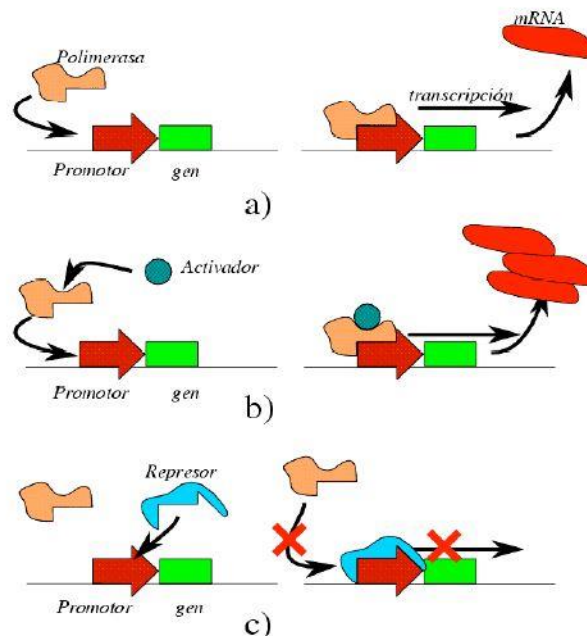 mRNA
Polimerasa
transcripción
Promotor gen
a)
Activador
Promotor gen
b)
Represor
Promotor gen
c)